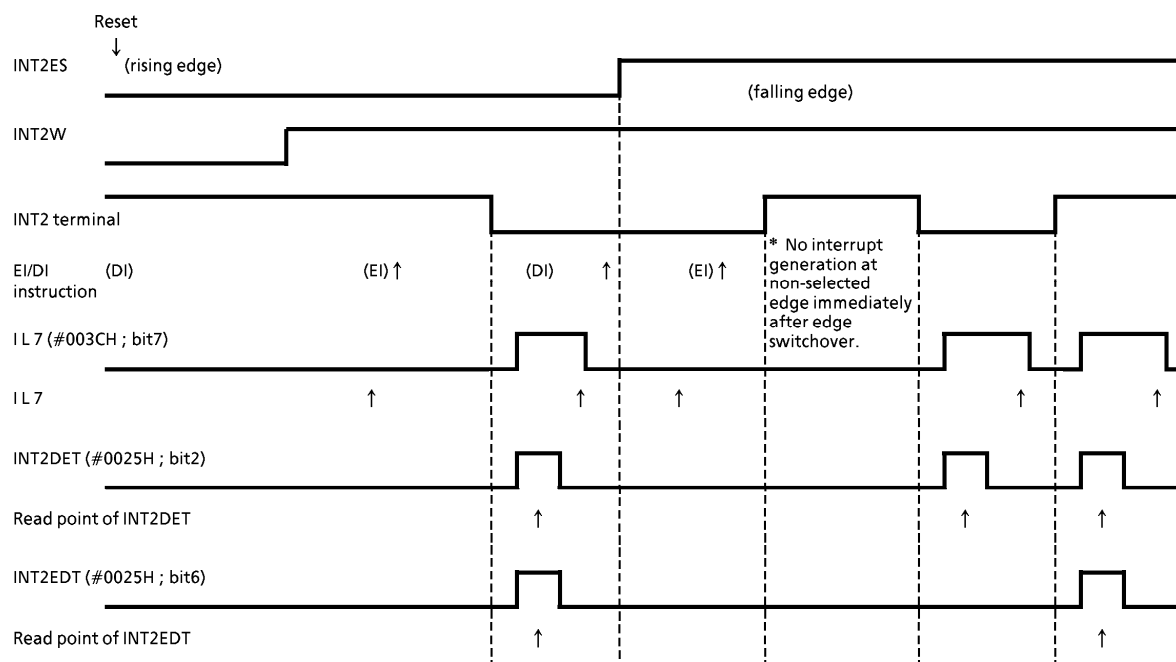 Reset
↓
INT2ES (rising edge)
(falling edge)
INT2W
INT2 terminal
EI/DI (DI) (EI)↑ (DI) ↑ (EI)↑
instruction
* No interrupt
generation at
non-selected
edge immediately
after edge
switchover.
I L 7 (#003CH ; bit7)
I L 7 ↑ ↑ ↑ ↑ ↑
INT2DET (#0025H ; bit2)
Read point of INT2DET ↑ ↑ ↑
INT2EDT (#0025H ; bit6)
Read point of INT2EDT ↑ ↑